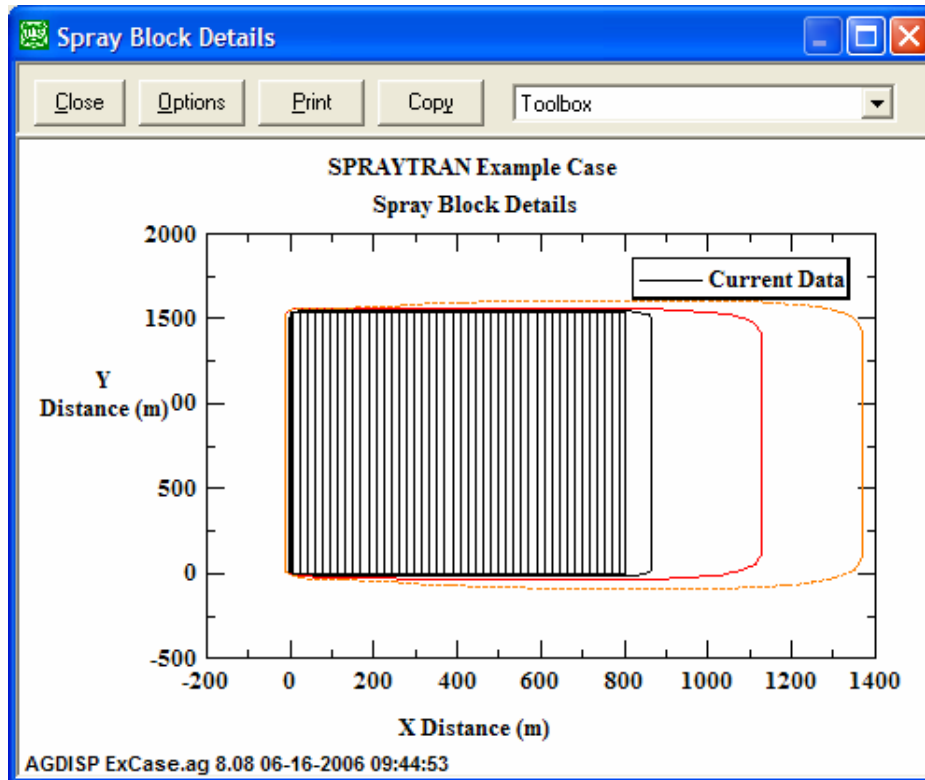 Spray Block Details
Close Options Print Copy Toolbox
SPRAYTRAN Example Case
Spray Block Details
2000
Current Data
1500
Y
Distance (m) 00
500
0
-500
-200 0 200 400 600 800 1000 1200 1400
X Distance (m)
AGDISP ExCase.ag 8.08 06-16-2006 09:44:53